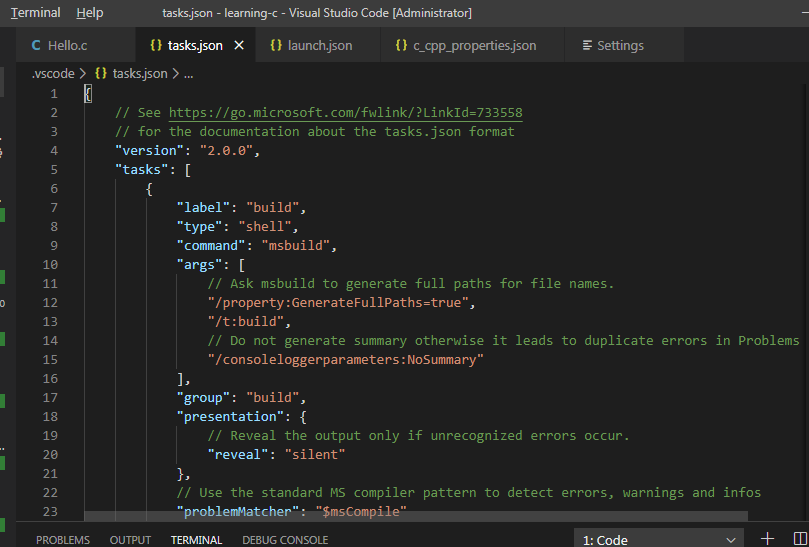 Terminal Help tasks.json - learning-c - Visual Studio Code [Administrator]
C Hello.c {} tasks.json × {} launch.json {} c_cpp_properties.json Settings
.vscode > {} tasks.json > ...
1 {
2 // See https://go.microsoft.com/fwlink/?LinkId=733558
3 // for the documentation about the tasks.json format
4 "version": "2.0.0",
5 "tasks": [
6 {
7 "label": "build",
8 "type": "shell",
9 "command": "msbuild",
10 "args": [
11 // Ask msbuild to generate full paths for file names.
12 "/property:GenerateFullPaths=true",
13 "/t:build",
14 // Do not generate summary otherwise it leads to duplicate errors in Problems
15 "/consoleloggerparameters:NoSummary"
16 ],
17 "group": "build",
18 "presentation": {
19 // Reveal the output only if unrecognized errors occur.
20 "reveal": "silent"
21 },
22 // Use the standard MS compiler pattern to detect errors, warnings and infos
23 "problemMatcher": "$msCompile"
PROBLEMS OUTPUT TERMINAL DEBUG CONSOLE 1: Code